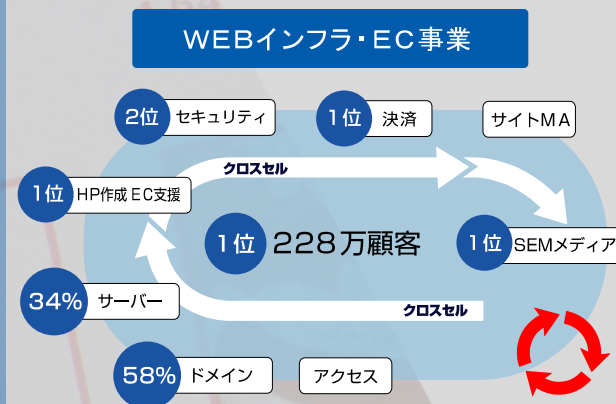 WEBインフラ・EC事業
2位 セキュリティ
1位 決済
サイトMA
クロスセル
1位 HP作成 EC支援
1位 228万顧客
1位 SEMメディア
34% サーバー
クロスセル
58% ドメイン
アクセス